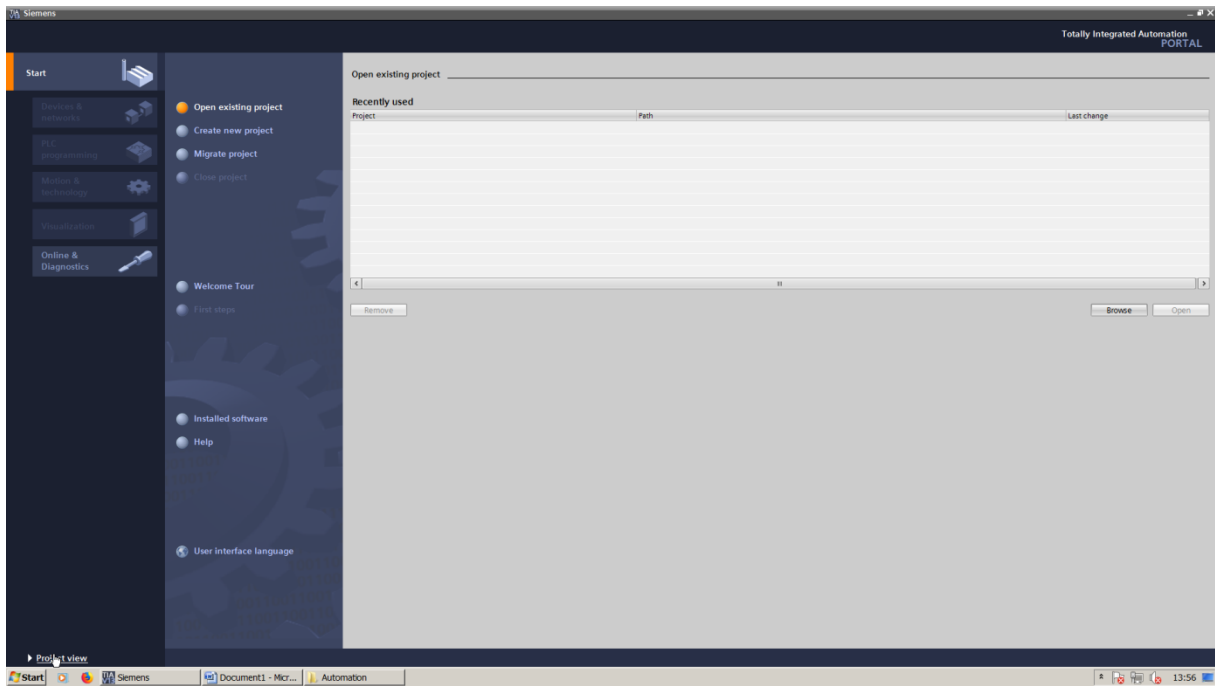 Siemens
Totally Integrated Automation
PORTAL
Start
Devices &
networks
PLC
programming
Motion &
technology
Visualization
Online &
Diagnostics
Open existing project
Create new project
Migrate project
Close project
Welcome Tour
First steps
Installed software
Help
User interface language
Open existing project
Recently used
Project Path Last change
Remove Browse Open
Project view
Start Siemens Document1 - Micr... Automation 13:56